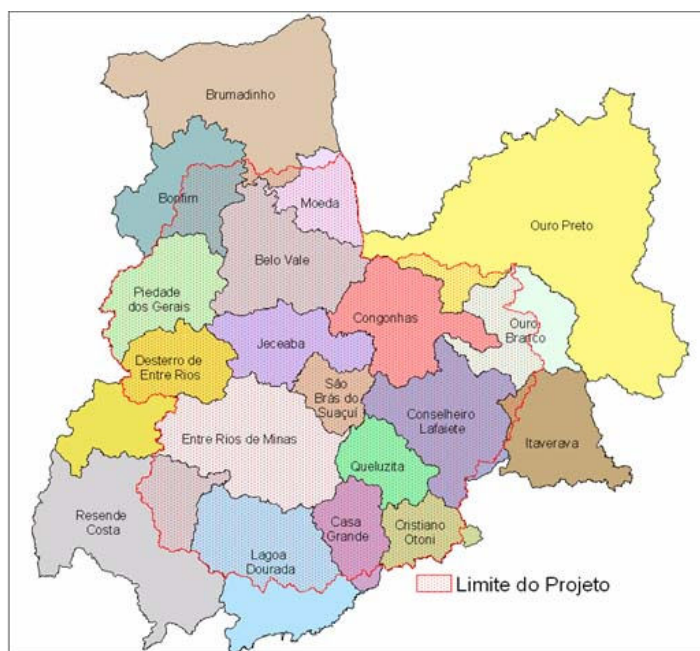 Brumadinho
Bonfim
Moeda
Ouro Preto
Belo Vale
Piedade
dos Gerais
Congonhas
Ouro
Branco
Jeceaba
Desterro de
Entre Rios
São
Brás do
Suaçuí
Conselheiro
Lafaiete
Entre Rios de Minas
Itaverava
Queluzita
Resende
Costa
Casa
Grande
Cristiano
Otoni
Lagoa
Dourada
Limite do Projeto